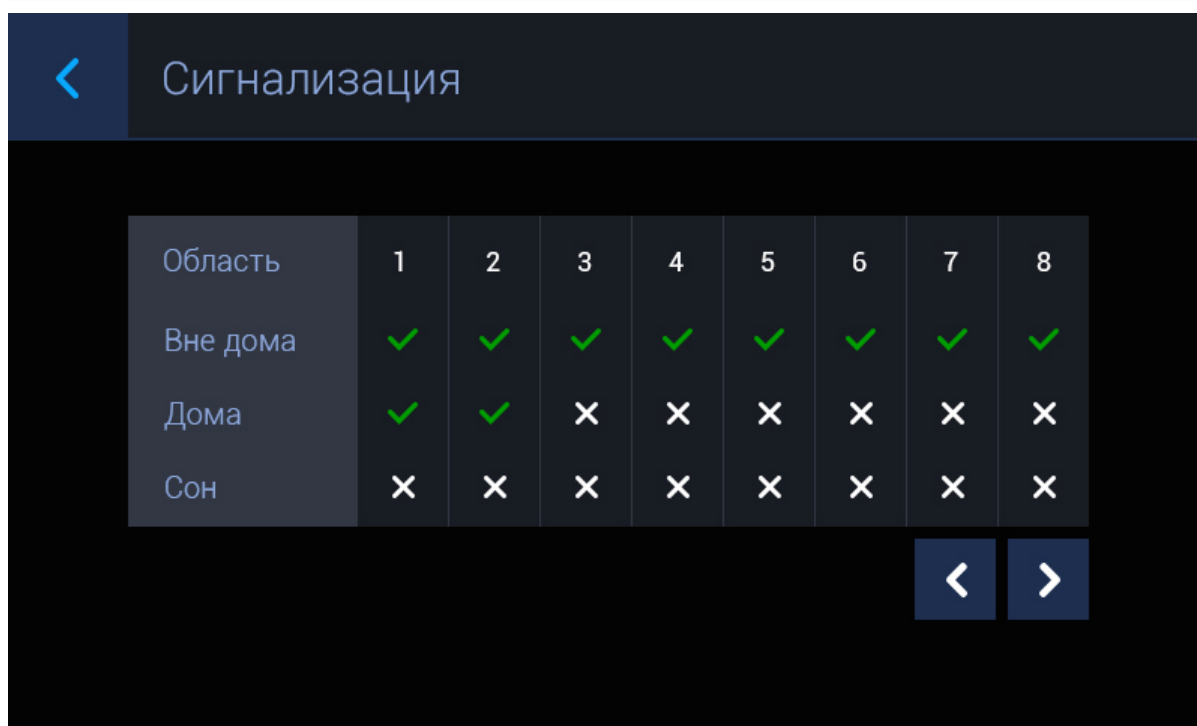 Сигнализация
Область 1 2 3 4 5 6 7 8
Вне дома
Дома
Сон